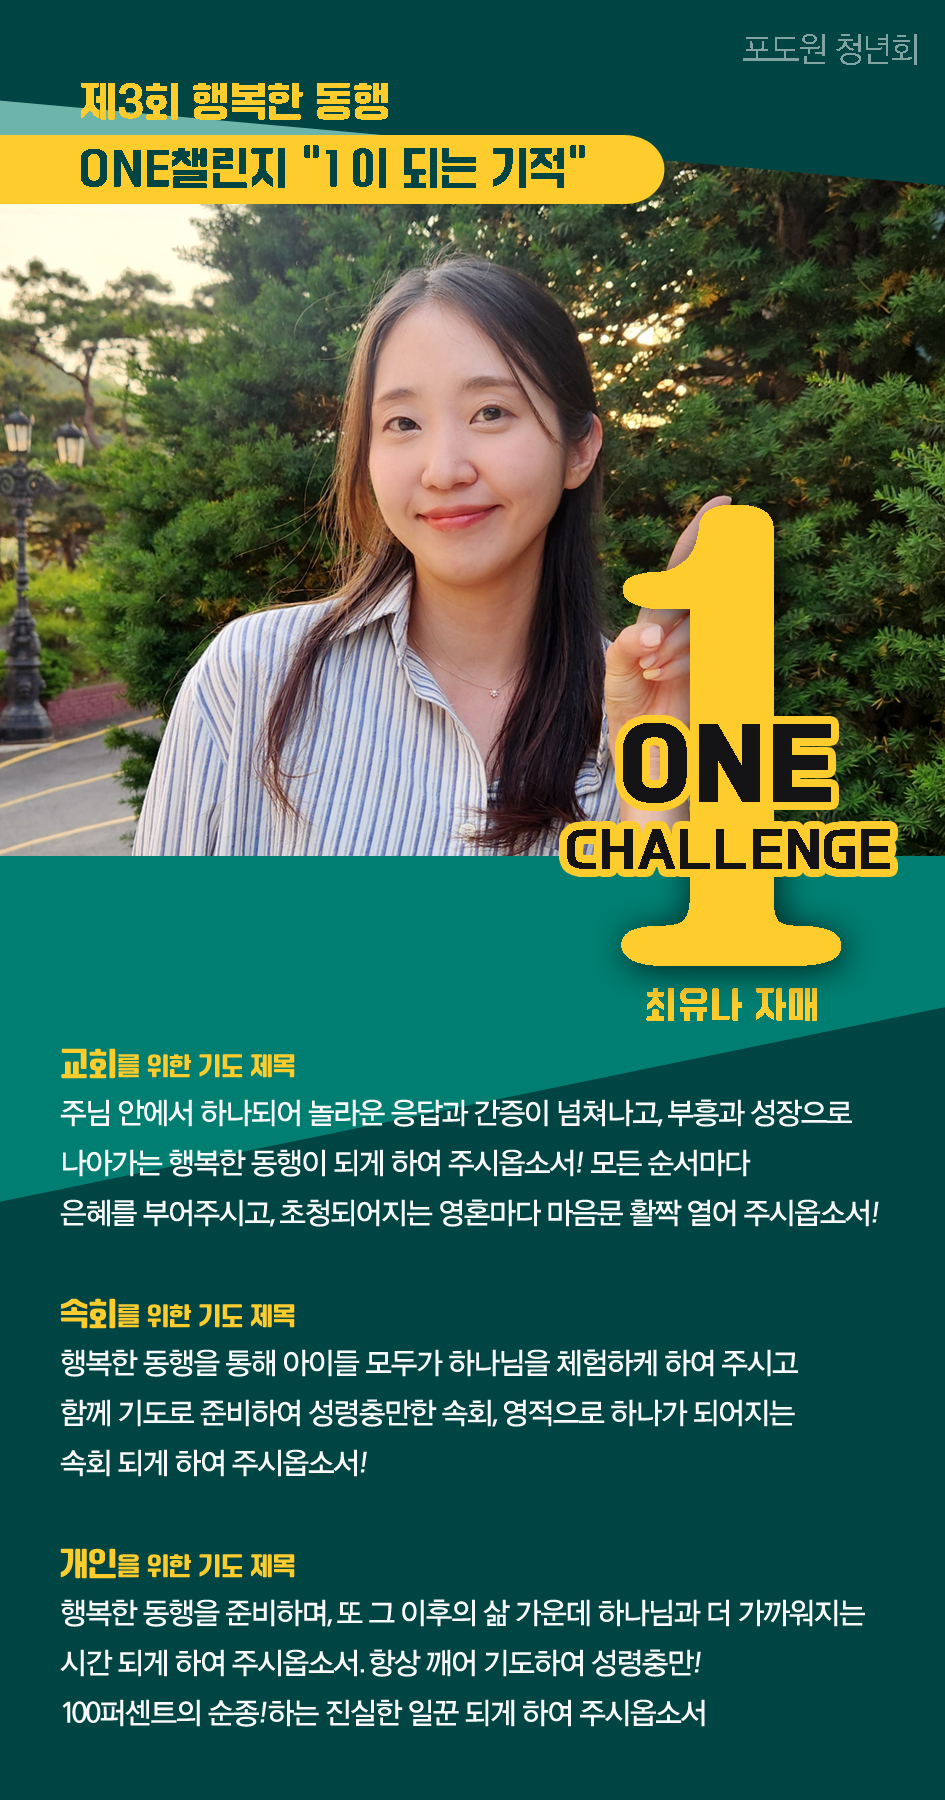 포도원 청년회
제3회 행복한 동행
ONE챌린지 "1이 되는 기적"
1
ONE
CHALLENGE
최유나 자매
교회를 위한 기도 제목
주님 안에서 하나되어 놀라운 응답과 간증이 넘쳐나고, 부흥과 성장으로
나아가는 행복한 동행이 되게 하여 주시옵소서! 모든 순서마다
은혜를 부어주시고, 초청되어지는 영혼마다 마음문 활짝 열어 주시옵소서!
속회를 위한 기도 제목
행복한 동행을 통해 아이들 모두가 하나님을 체험하케 하여 주시고
함께 기도로 준비하여 성령충만한 속회, 영적으로 하나가 되어지는
속회 되게 하여 주시옵소서!
개인을 위한 기도 제목
행복한 동행을 준비하며, 또 그 이후의 삶 가운데 하나님과 더 가까워지는
시간 되게 하여 주시옵소서. 항상 깨어 기도하여 성령충만!
100퍼센트의 순종!하는 진실한 일꾼 되게 하여 주시옵소서